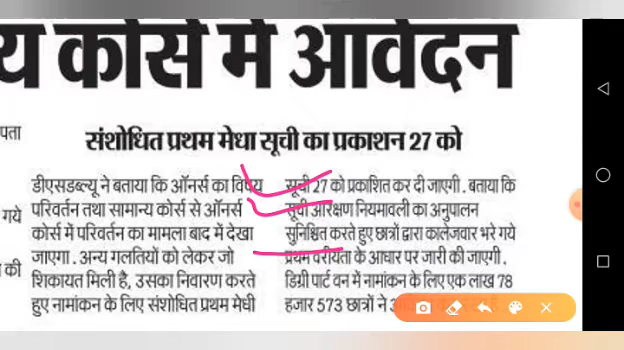 य कोर्स में आवेदन
पता
गये
की
संशोधित प्रथम मेधा सूची का प्रकाशन 27 को
डीएसडब्ल्यू ने बताया कि ऑनर्स का विषय
परिवर्तन तथा सामान्य कोर्स से ऑनर्स
कोर्स में परिवर्तन का मामला बाद में देखा
जाएगा. अन्य गलतियों को लेकर जो
शिकायत मिली है, उसका निवारण करते
हुए नामांकन के लिए संशोधित प्रथम मेधी
सूची 27 को प्रकाशित कर दी जाएगी. बताया कि
सूची आरक्षण नियमावली का अनुपालन
सुनिश्चित करते हुए छात्रों द्वारा कालेजवार भरे गये
प्रथम वरीयता के आधार पर जारी की जाएगी.
डिग्री पार्ट वन में नामांकन के लिए एक लाख 78
हजार 573 छात्रों ने